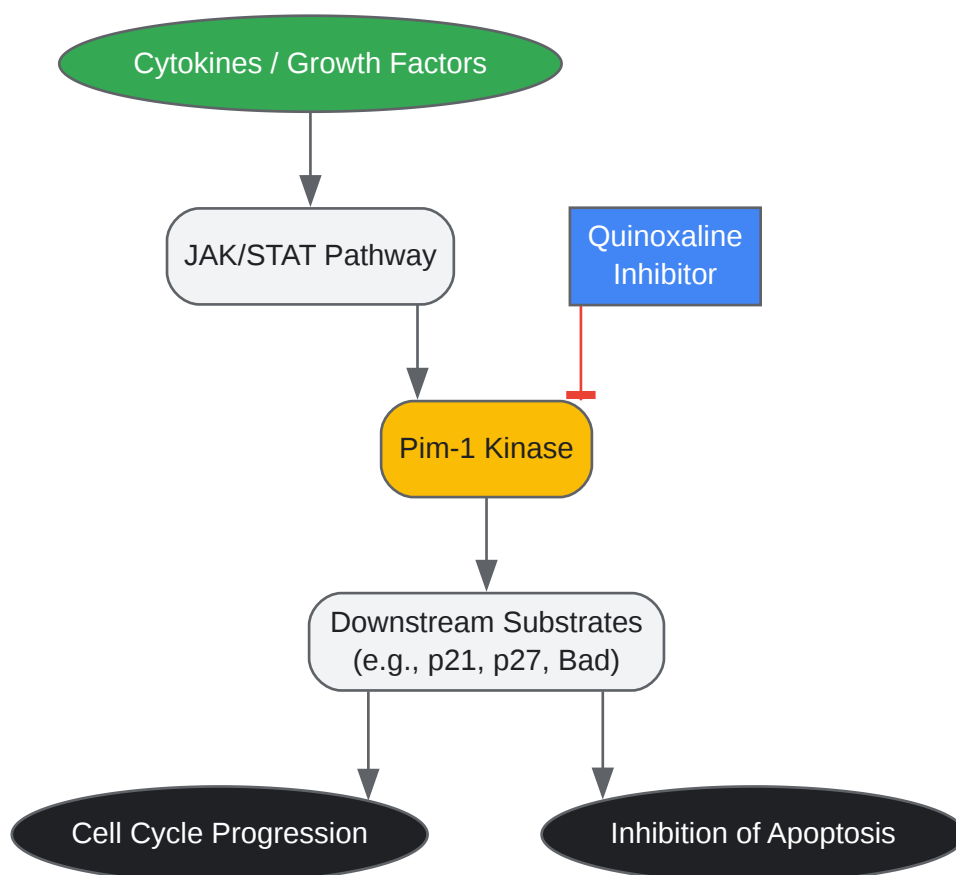 Cytokines / Growth Factors
JAK/STAT Pathway
Quinoxaline
Inhibitor
Pim-1 Kinase
Downstream Substrates
(e.g., p21, p27, Bad)
Cell Cycle Progression
Inhibition of Apoptosis